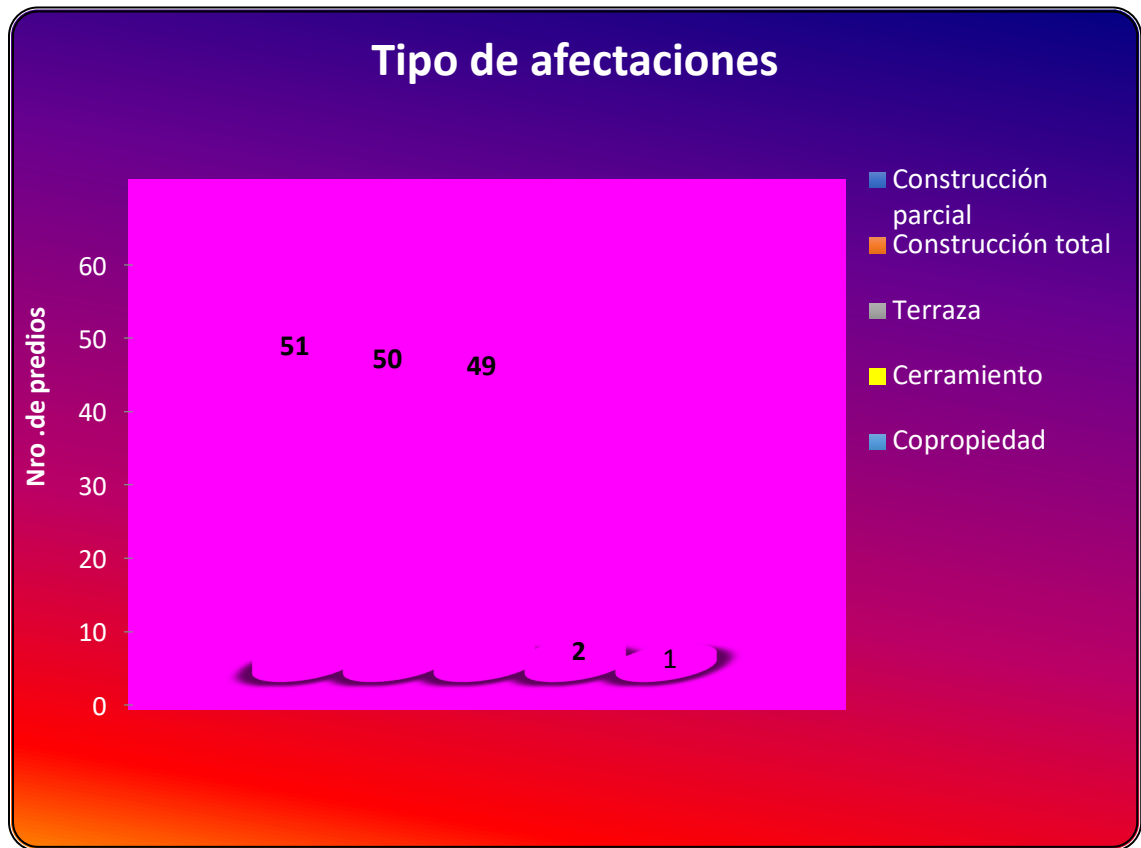 Tipo de afectaciones
Nro .de predios
60
50
40
30
20
10
0
51
50
49
2
1
Construcción
parcial
Construcción total
Terraza
Cerramiento
Copropiedad